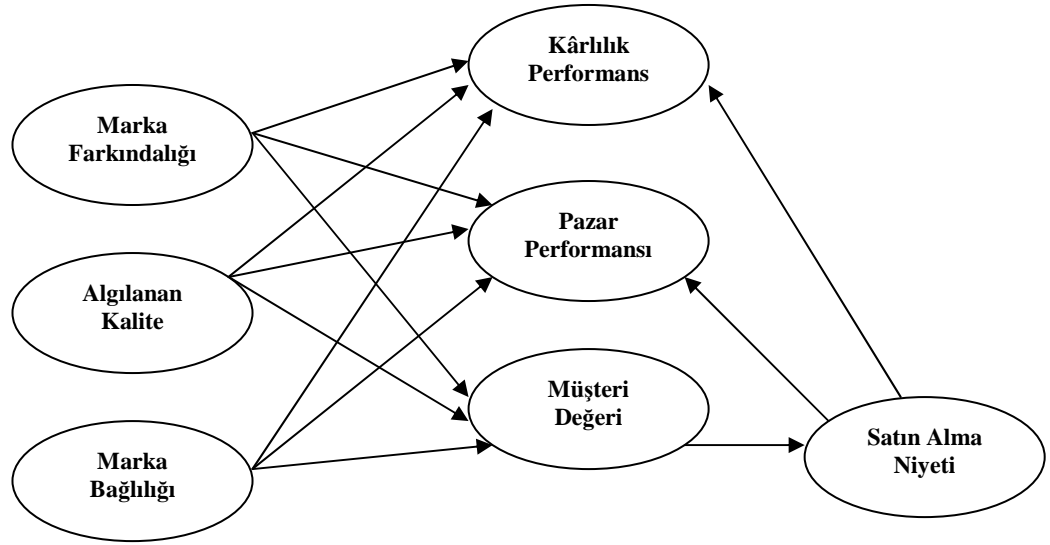 Kârlılık
Performans
Marka
Farkındalığı
Pazar
Performansı
Algılanan
Kalite
Müşteri
Değeri
Satın Alma
Niyeti
Marka
Bağlılığı